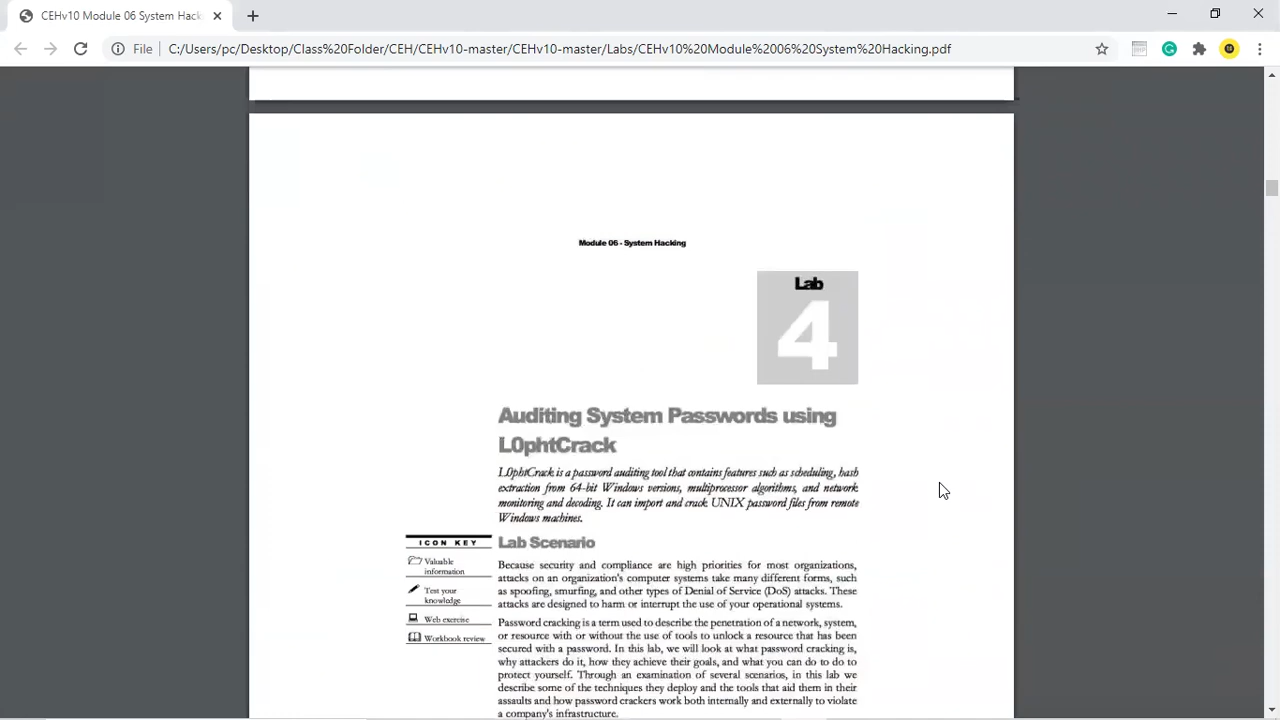 CEHv10 Module 06 System Hack
File
C:/Users/pc/Desktop/Class%20Folder/CEH/CEHv10-master/CEHv10-master/Labs/CEHv10%20Module%2006%20System%20Hacking.pdf
Module 06 - System Hacking
Lab
4
Auditing System Passwords using
L0phtCrack
L0phtCrack is a password auditing tool that contains features such as scheduling, hash
extraction from 64-bit Windows versions, multiprocessor algorithms, and network
monitoring and decoding. It can import and crack UNIX password files from remote
Windows machines.
ICON KEY
Valuable
information
Test your
knowledge
Web exercise
Workbook review
Lab Scenario
Because security and compliance are high priorities for most organizations,
attacks on an organization's computer systems take many different forms, such
as spoofing, smurfing, and other types of Denial of Service (DoS) attacks. These
attacks are designed to harm or interrupt the use of your operational systems.
Password cracking is a term used to describe the penetration of a network, system,
or resource with or without the use of tools to unlock a resource that has been
secured with a password. In this lab, we will look at what password cracking is,
why attackers do it, how they achieve their goals, and what you can do to do to
protect yourself. Through an examination of several scenarios, in this lab we
describe some of the techniques they deploy and the tools that aid them in their
assaults and how password crackers work both internally and externally to violate
a company's infrastructure.